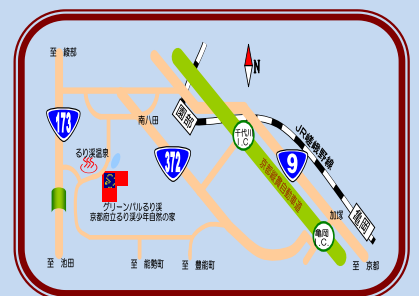 至 綾部
N
園部
173
南八田
千代川
I.C.
JR嵯峨野線
るり渓温泉
372
9
京都縦貫自動車道
グリーンパルるり渓
京都府立るり渓少年自然の家
加塚
亀岡
亀岡
I.C.
至 池田
至 能勢町
至 豊能町
至 京都